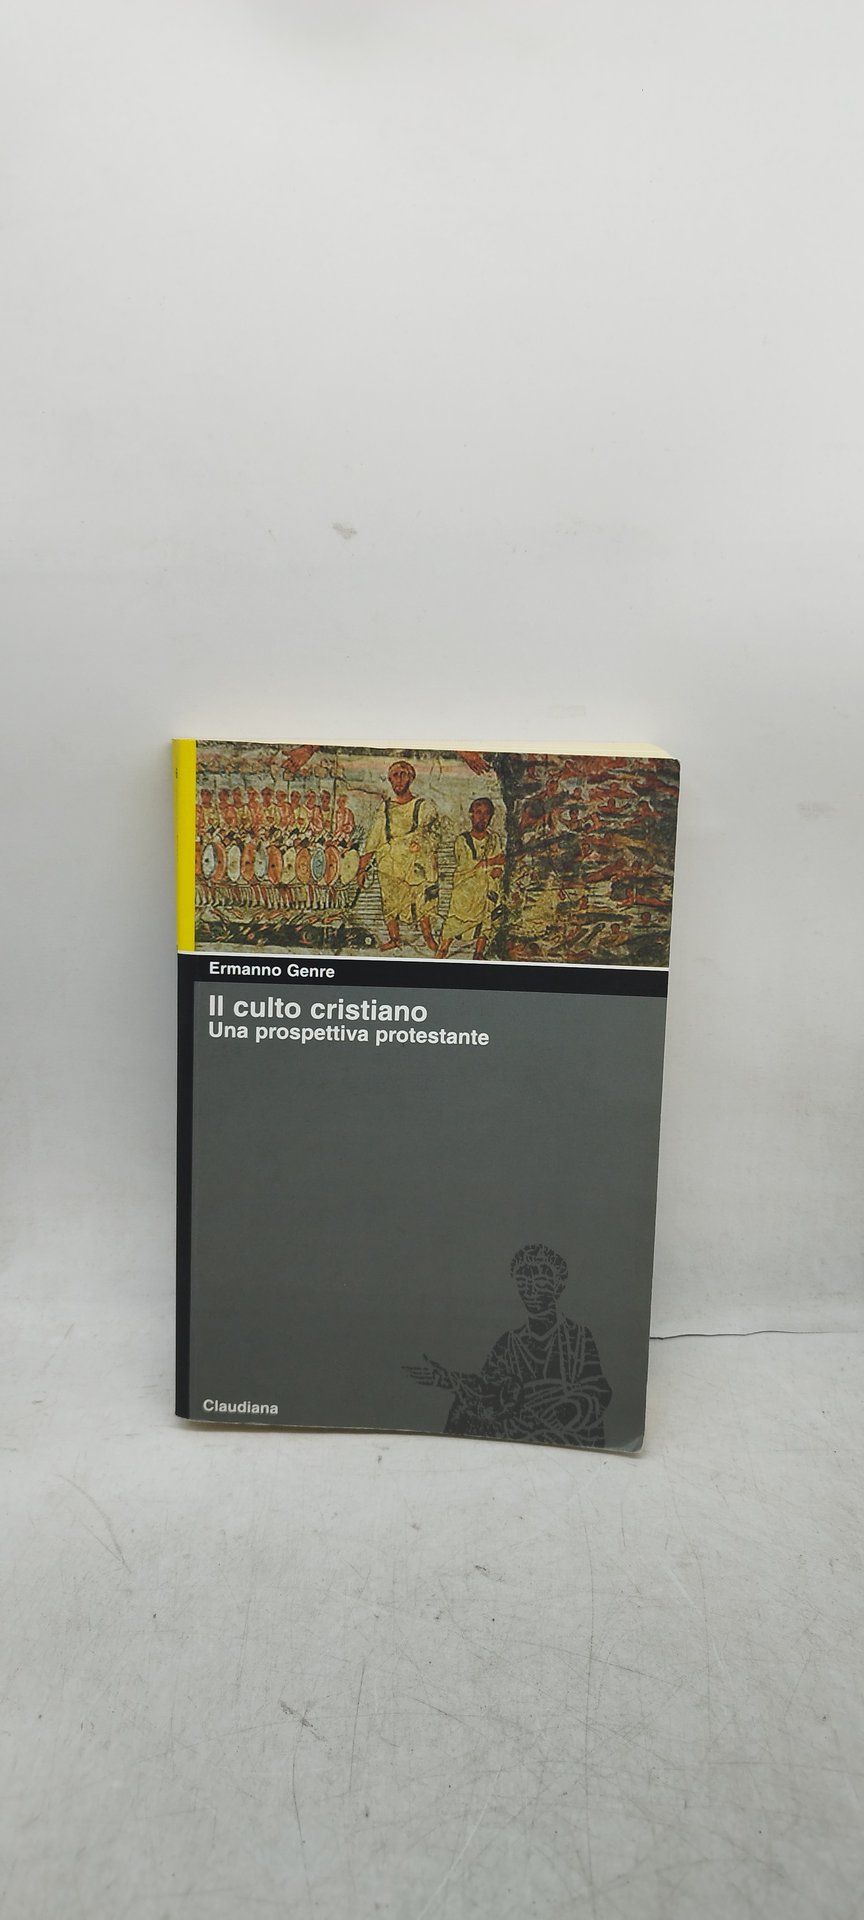 Ermanno Genre
Il culto cristiano
Una prospettiva protestante
Claudiana